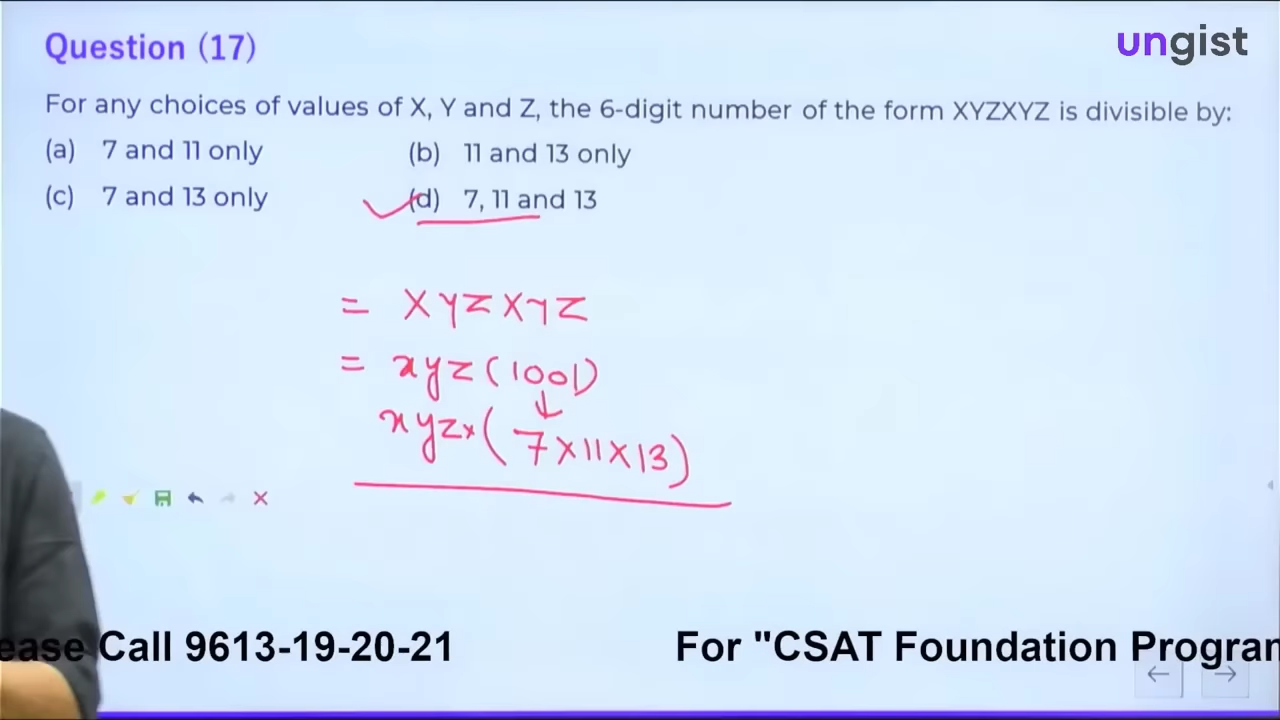 Question (17)
ungist
For any choices of values of X, Y and Z, the 6-digit number of the form XYZXYZ is divisible by:
(a) 7 and 11 only
(b) 11 and 13 only
(c) 7 and 13 only
(d) 7, 11 and 13
= XYZXYZ
= xyz(1001)
xyz×(7×11×13)
ease Call 9613-19-20-21
For "CSAT Foundation Program